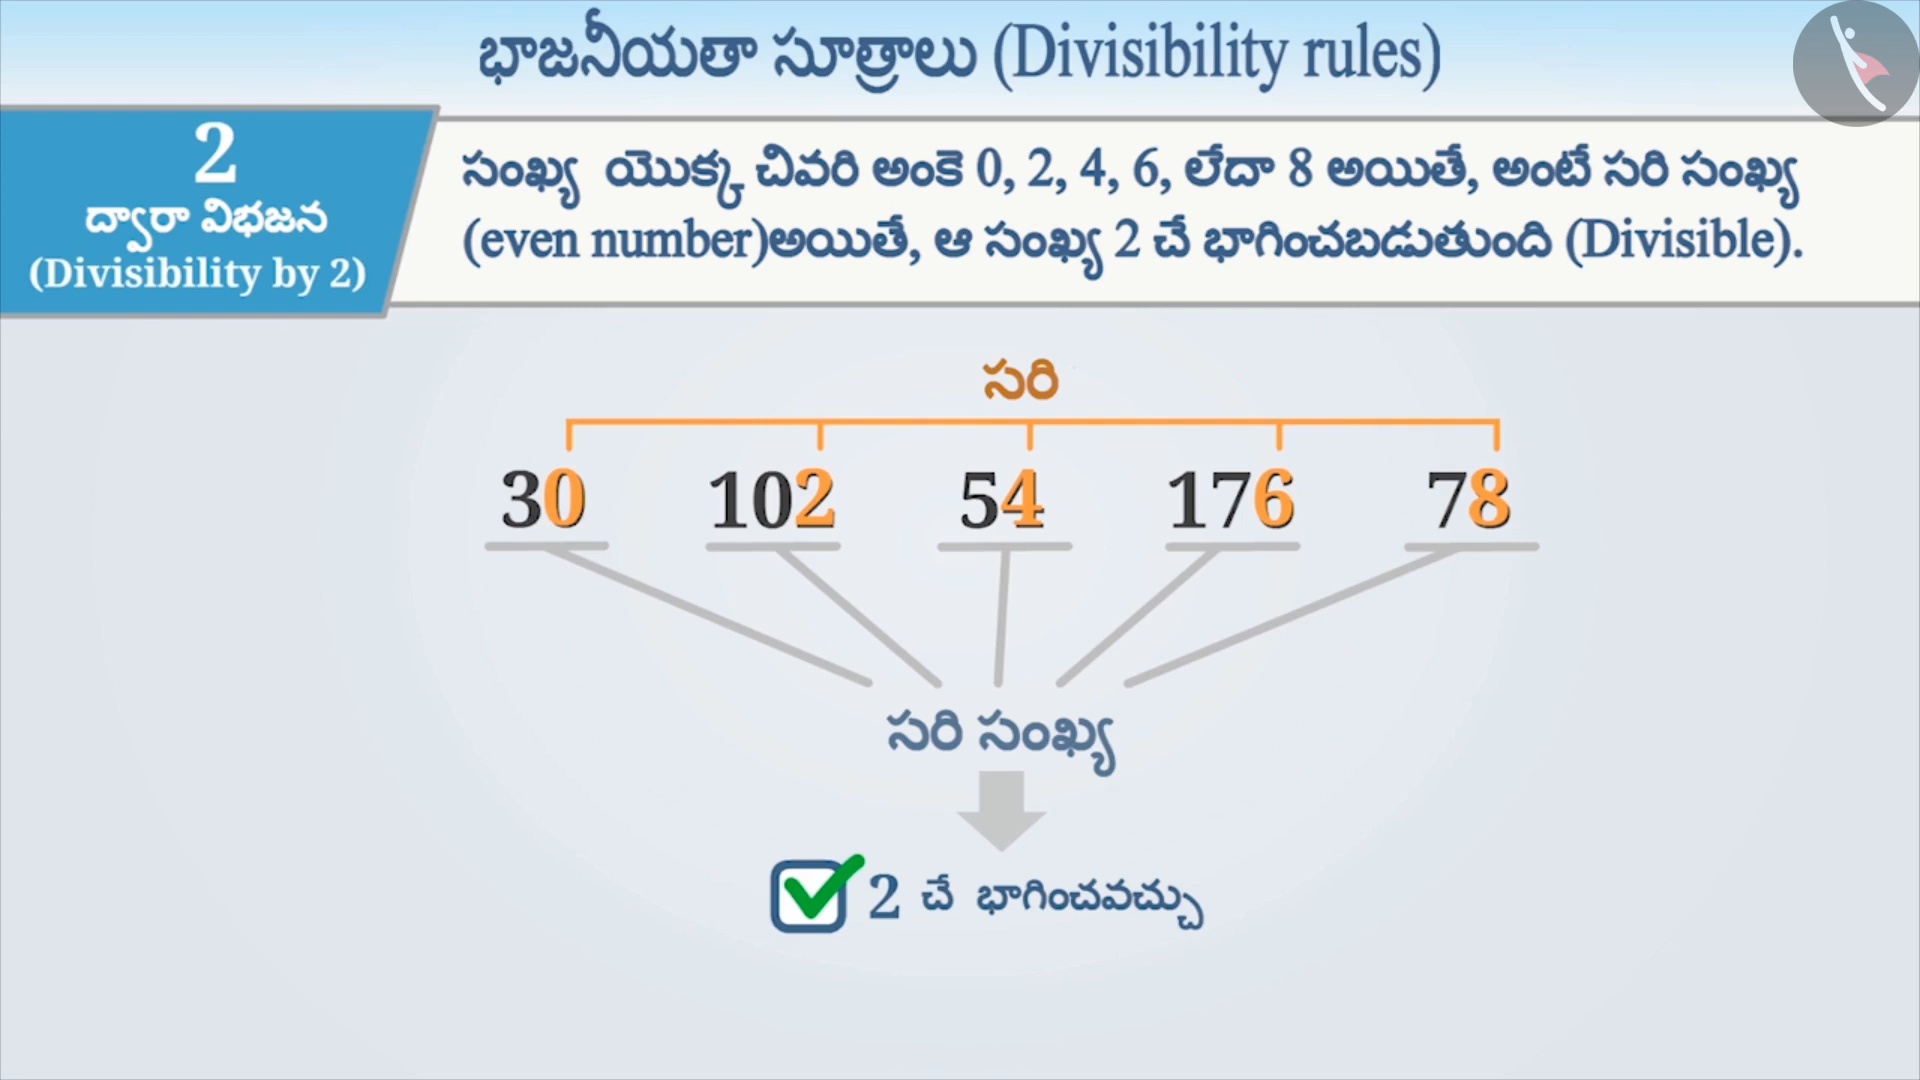 భాజనీయతా సూత్రాలు (Divisibility rules)
2
ద్వారా విభజన
(Divisibility by 2)
సంఖ్య యొక్క చివరి అంకె 0, 2, 4, 6, లేదా 8 అయితే, అంటే సరి సంఖ్య
(even number)అయితే, ఆ సంఖ్య 2 చే భాగించబడుతుంది (Divisible).
సరి
30 102 54 176 78
సరి సంఖ్య
2 చే భాగించవచ్చు